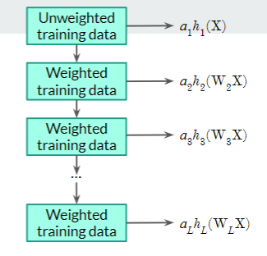 Unweighted
training data
a₁h₁(X)
Weighted
training data
a₂h₂(W₂X)
Weighted
training data
a₃h₃(W₃X)
...
Weighted
training data
a_Lh_L(W_LX)